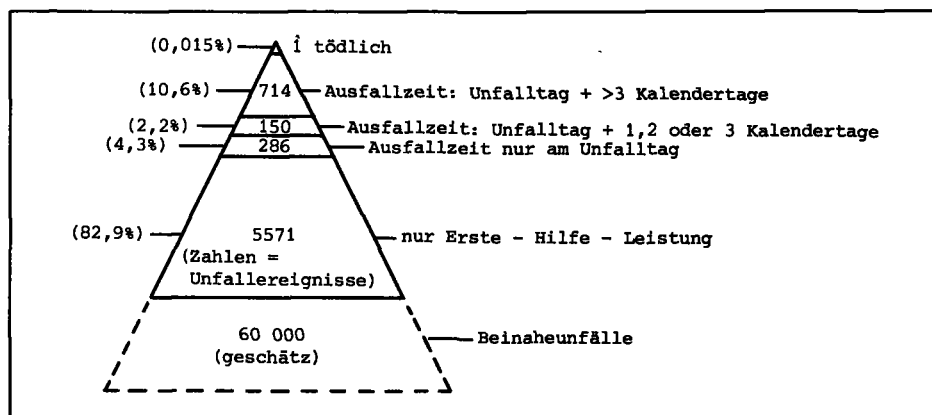 (0,015%) 1 tödlich
(10,6%) 714 Ausfallzeit: Unfalltag + >3 Kalendertage
(2,2%) 150 Ausfallzeit: Unfalltag + 1,2 oder 3 Kalendertage
(4,3%) 286 Ausfallzeit nur am Unfalltag
(82,9%) 5571 nur Erste - Hilfe - Leistung
(Zahlen =
Unfallereignisse)
60 000 Beinaheunfälle
(geschätz)